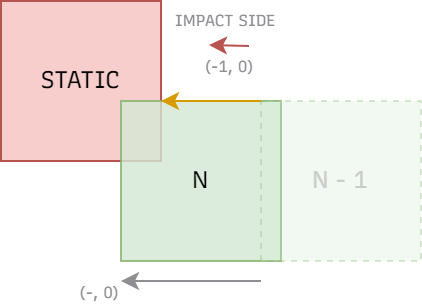 IMPACT SIDE
(-1, 0)
STATIC
N
N - 1
(-, 0)